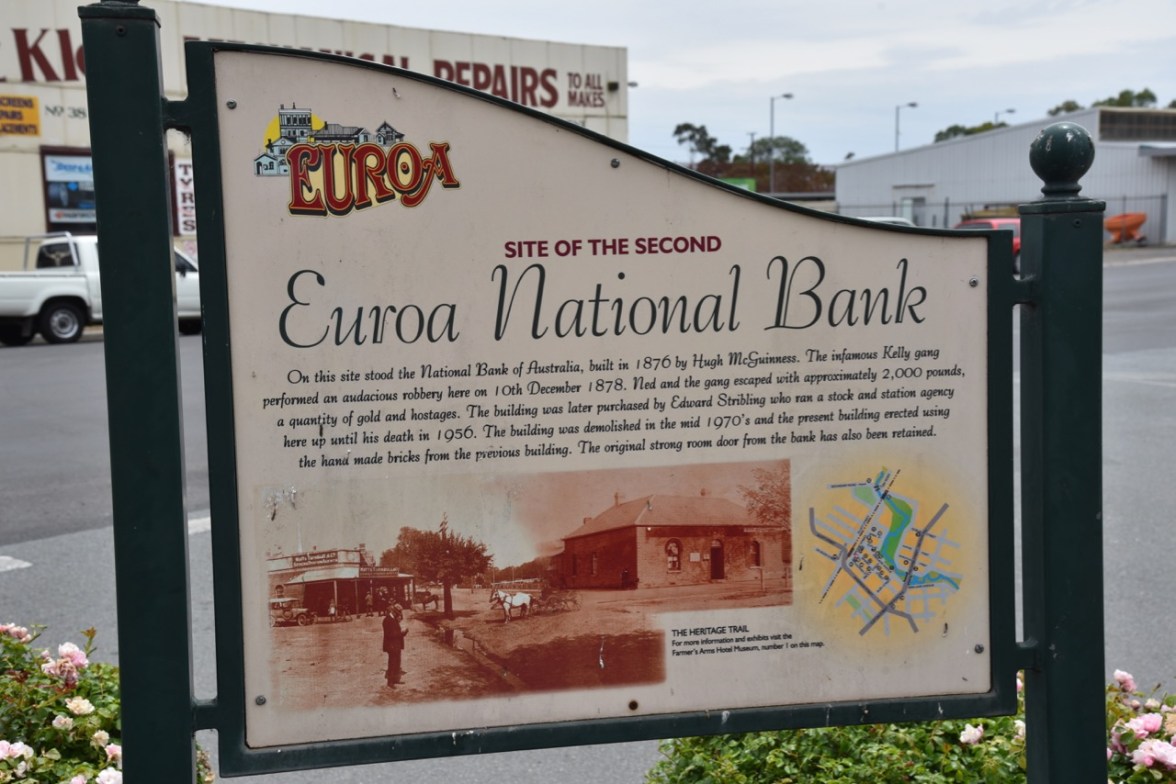 REPAIRS
TO ALL
MAKES
Nº 38
EUROA
SITE OF THE SECOND
Euroa National Bank
On this site stood the National Bank of Australia, built in 1876 by Hugh McGuinness. The infamous Kelly gang
performed an audacious robbery here on 10th December 1878. Ned and the gang escaped with approximately 2,000 pounds,
a quantity of gold and hostages. The building was later purchased by Edward Stribling who ran a stock and station agency
here up until his death in 1956. The building was demolished in the mid 1970's and the present building erected using
the hand made bricks from the previous building. The original strong room door from the bank has also been retained.
THE HERITAGE TRAIL
For more information and exhibits visit the
Farmer's Arms Hotel Museum, number 1 on this map.